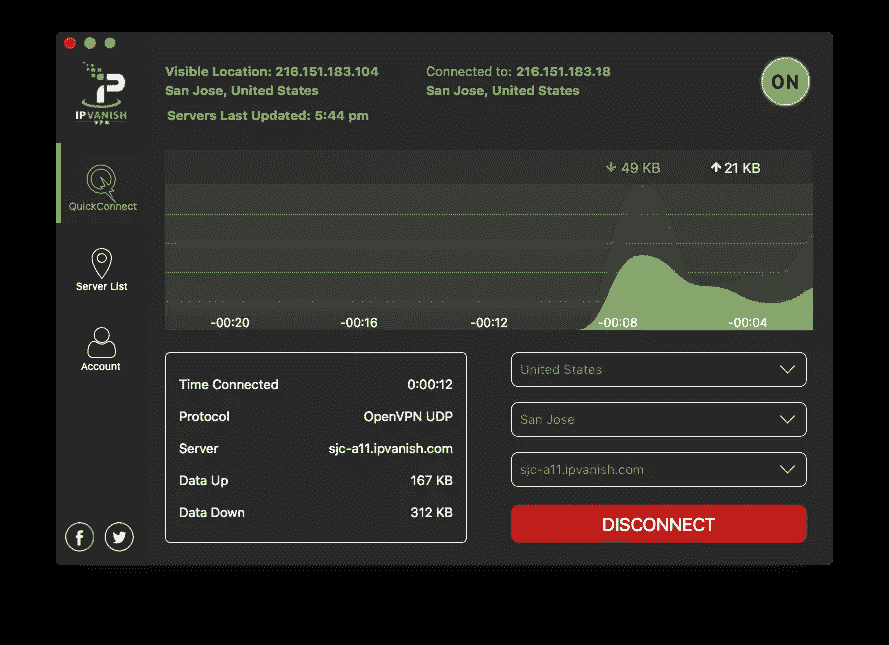 IPVANISH
VPN
QuickConnect
Server List
Account
Visible Location: 216.151.183.104
San Jose, United States
Servers Last Updated: 5:44 pm
Connected to: 216.151.183.18
San Jose, United States
ON
49 KB
21 KB
-00:20 -00:16 -00:12 -00:08 -00:04
Time Connected 0:00:12
Protocol OpenVPN UDP
Server sjc-a11.ipvanish.com
Data Up 167 KB
Data Down 312 KB
United States
San Jose
sjc-a11.ipvanish.com
DISCONNECT